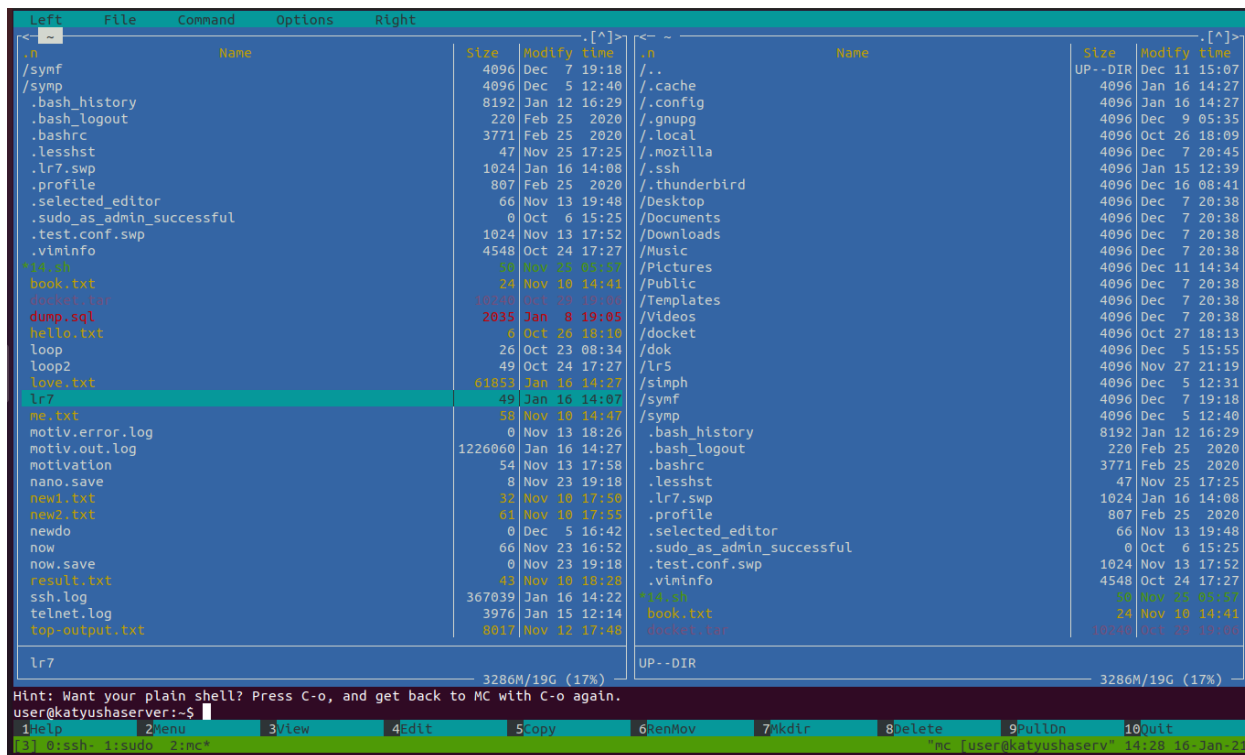 Left File Command Options Right
<- ~ .[^]> <- ~ .[^]>
.n Name Size Modify time .n Name Size Modify time
/symf 4096 Dec 7 19:18 /.. UP--DIR Dec 11 15:07
/symp 4096 Dec 5 12:40 /.cache 4096 Jan 16 14:27
.bash_history 8192 Jan 12 16:29 /.config 4096 Jan 16 14:27
.bash_logout 220 Feb 25 2020 /.gnupg 4096 Dec 9 05:35
.bashrc 3771 Feb 25 2020 /.local 4096 Oct 26 18:09
.lesshst 47 Nov 25 17:25 /.mozilla 4096 Dec 7 20:45
.lr7.swp 1024 Jan 16 14:08 /.ssh 4096 Jan 15 12:39
.profile 807 Feb 25 2020 /.thunderbird 4096 Dec 16 08:41
.selected_editor 66 Nov 13 19:48 /Desktop 4096 Dec 7 20:38
.sudo_as_admin_successful 0 Oct 6 15:25 /Documents 4096 Dec 7 20:38
.test.conf.swp 1024 Nov 13 17:52 /Downloads 4096 Dec 7 20:38
.viminfo 4548 Oct 24 17:27 /Music 4096 Dec 7 20:38
*14.sh 50 Nov 25 05:57 /Pictures 4096 Dec 11 14:34
book.txt 24 Nov 10 14:41 /Public 4096 Dec 7 20:38
docket.tar /Templates 4096 Dec 7 20:38
dump.sql 2035 Jan 8 19:05 /Videos 4096 Dec 7 20:38
hello.txt 6 Oct 26 18:10 /docket 4096 Oct 27 18:13
loop 26 Oct 23 08:34 /dok 4096 Dec 5 15:55
loop2 49 Oct 24 17:27 /lr5 4096 Nov 27 21:19
love.txt 61853 Jan 16 14:27 /simph 4096 Dec 5 12:31
lr7 49 Jan 16 14:07 /symf 4096 Dec 7 19:18
me.txt 58 Nov 10 14:47 /symp 4096 Dec 5 12:40
motiv.error.log 0 Nov 13 18:26 .bash_history 8192 Jan 12 16:29
motiv.out.log 1226060 Jan 16 14:27 .bash_logout 220 Feb 25 2020
motivation 54 Nov 13 17:58 .bashrc 3771 Feb 25 2020
nano.save 8 Nov 23 19:18 .lesshst 47 Nov 25 17:25
new1.txt 32 Nov 10 17:50 .lr7.swp 1024 Jan 16 14:08
new2.txt 61 Nov 10 17:55 .profile 807 Feb 25 2020
newdo 0 Dec 5 16:42 .selected_editor 66 Nov 13 19:48
now 66 Nov 23 16:52 .sudo_as_admin_successful 0 Oct 6 15:25
now.save 0 Nov 23 19:18 .test.conf.swp 1024 Nov 13 17:52
result.txt 43 Nov 10 18:28 .viminfo 4548 Oct 24 17:27
ssh.log 367039 Jan 16 14:22 *14.sh 50 Nov 25 05:57
telnet.log 3976 Jan 15 12:14 book.txt 24 Nov 10 14:41
top-output.txt 8017 Nov 12 17:48 docket.tar
lr7 UP--DIR
3286M/19G (17%) 3286M/19G (17%)
Hint: Want your plain shell? Press C-o, and get back to MC with C-o again.
user@katyushaserver:~$
1Help 2Menu 3View 4Edit 5Copy 6RenMov 7Mkdir 8Delete 9PullDn 10Quit
[3] 0:ssh- 1:sudo 2:mc* "mc [user@katyushaserv" 14:28 16-Jan-21